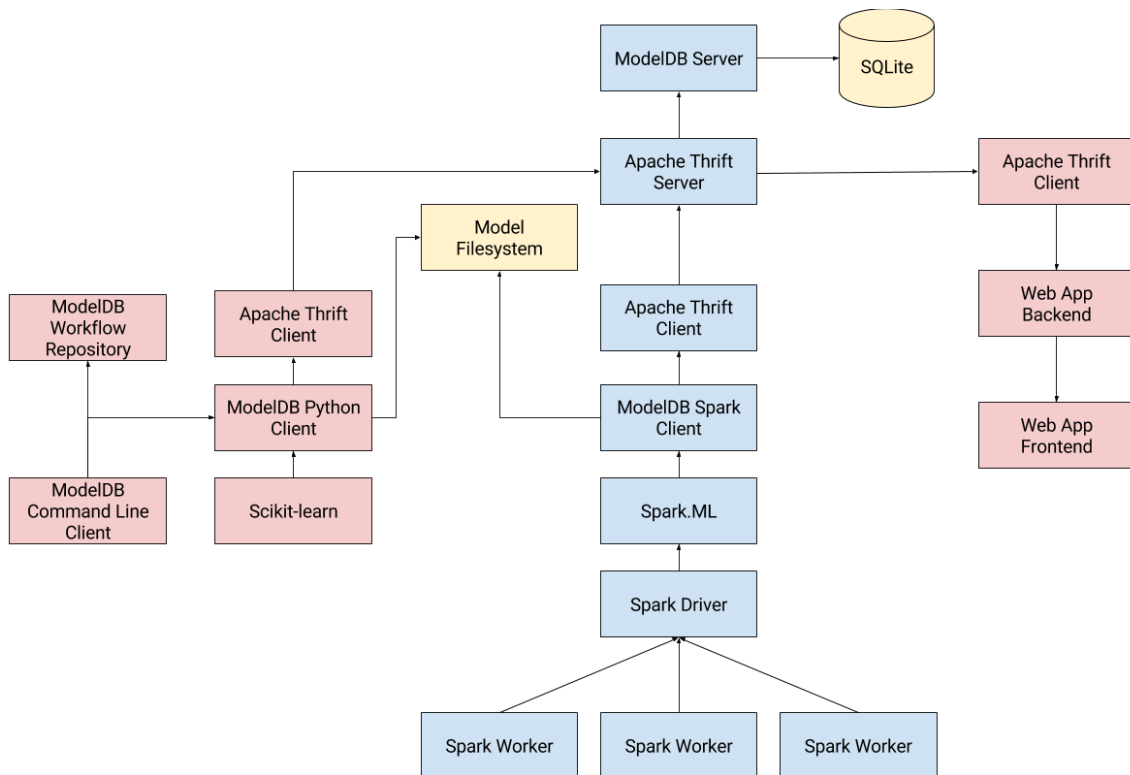 ModelDB Server
SQLite
Apache Thrift
Server
Apache Thrift
Client
Model
Filesystem
ModelDB
Workflow
Repository
Apache Thrift
Client
Apache Thrift
Client
Web App
Backend
ModelDB Python
Client
ModelDB Spark
Client
Web App
Frontend
ModelDB
Command Line
Client
Scikit-learn
Spark.ML
Spark Driver
Spark Worker
Spark Worker
Spark Worker